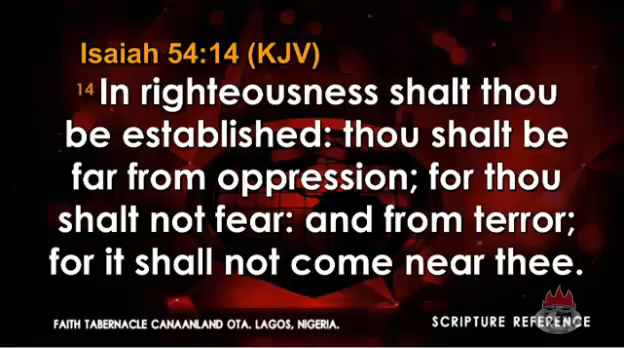 Isaiah 54:14 (KJV)
14 In righteousness shalt thou
be established: thou shalt be
far from oppression; for thou
shalt not fear: and from terror;
for it shall not come near thee.
FAITH TABERNACLE CANAANLAND OTA. LAGOS, NIGERIA.
SCRIPTURE REFERENCE